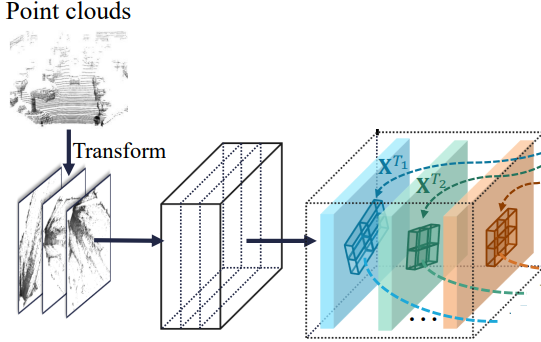 Point clouds
Transform
X^{T_1}
X^{T_2}
...